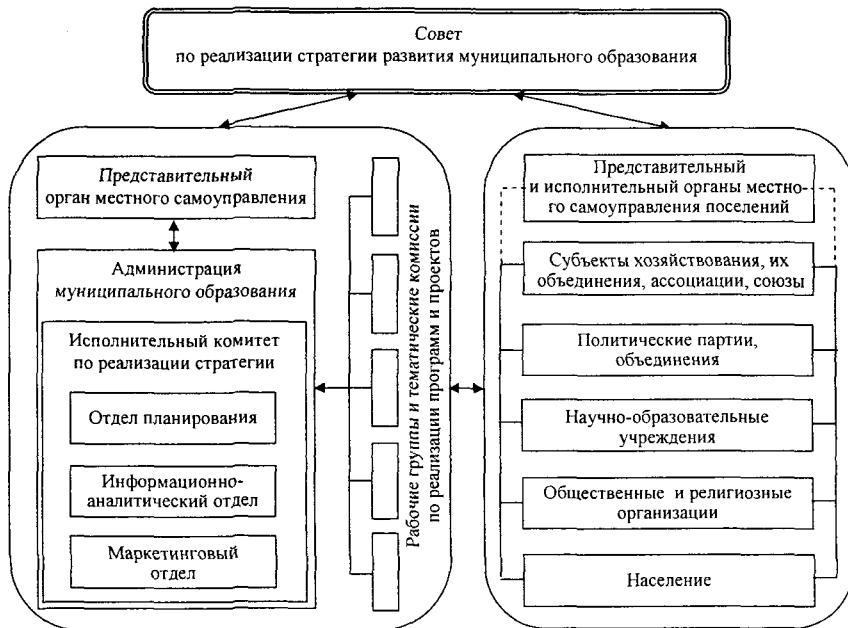 Совет
по реализации стратегии развития муниципального образования
Представительный
орган местного самоуправления
Администрация
муниципального образования
Исполнительный комитет
по реализации стратегии
Отдел планирования
Информационно-
аналитический отдел
Маркетинговый
отдел
Рабочие группы и тематические комиссии
по реализации программ и проектов
Представительный
и исполнительный органы местно-
го самоуправления поселений
Субъекты хозяйствования, их
объединения, ассоциации, союзы
Политические партии,
объединения
Научно-образовательные
учреждения
Общественные и религиозные
организации
Население